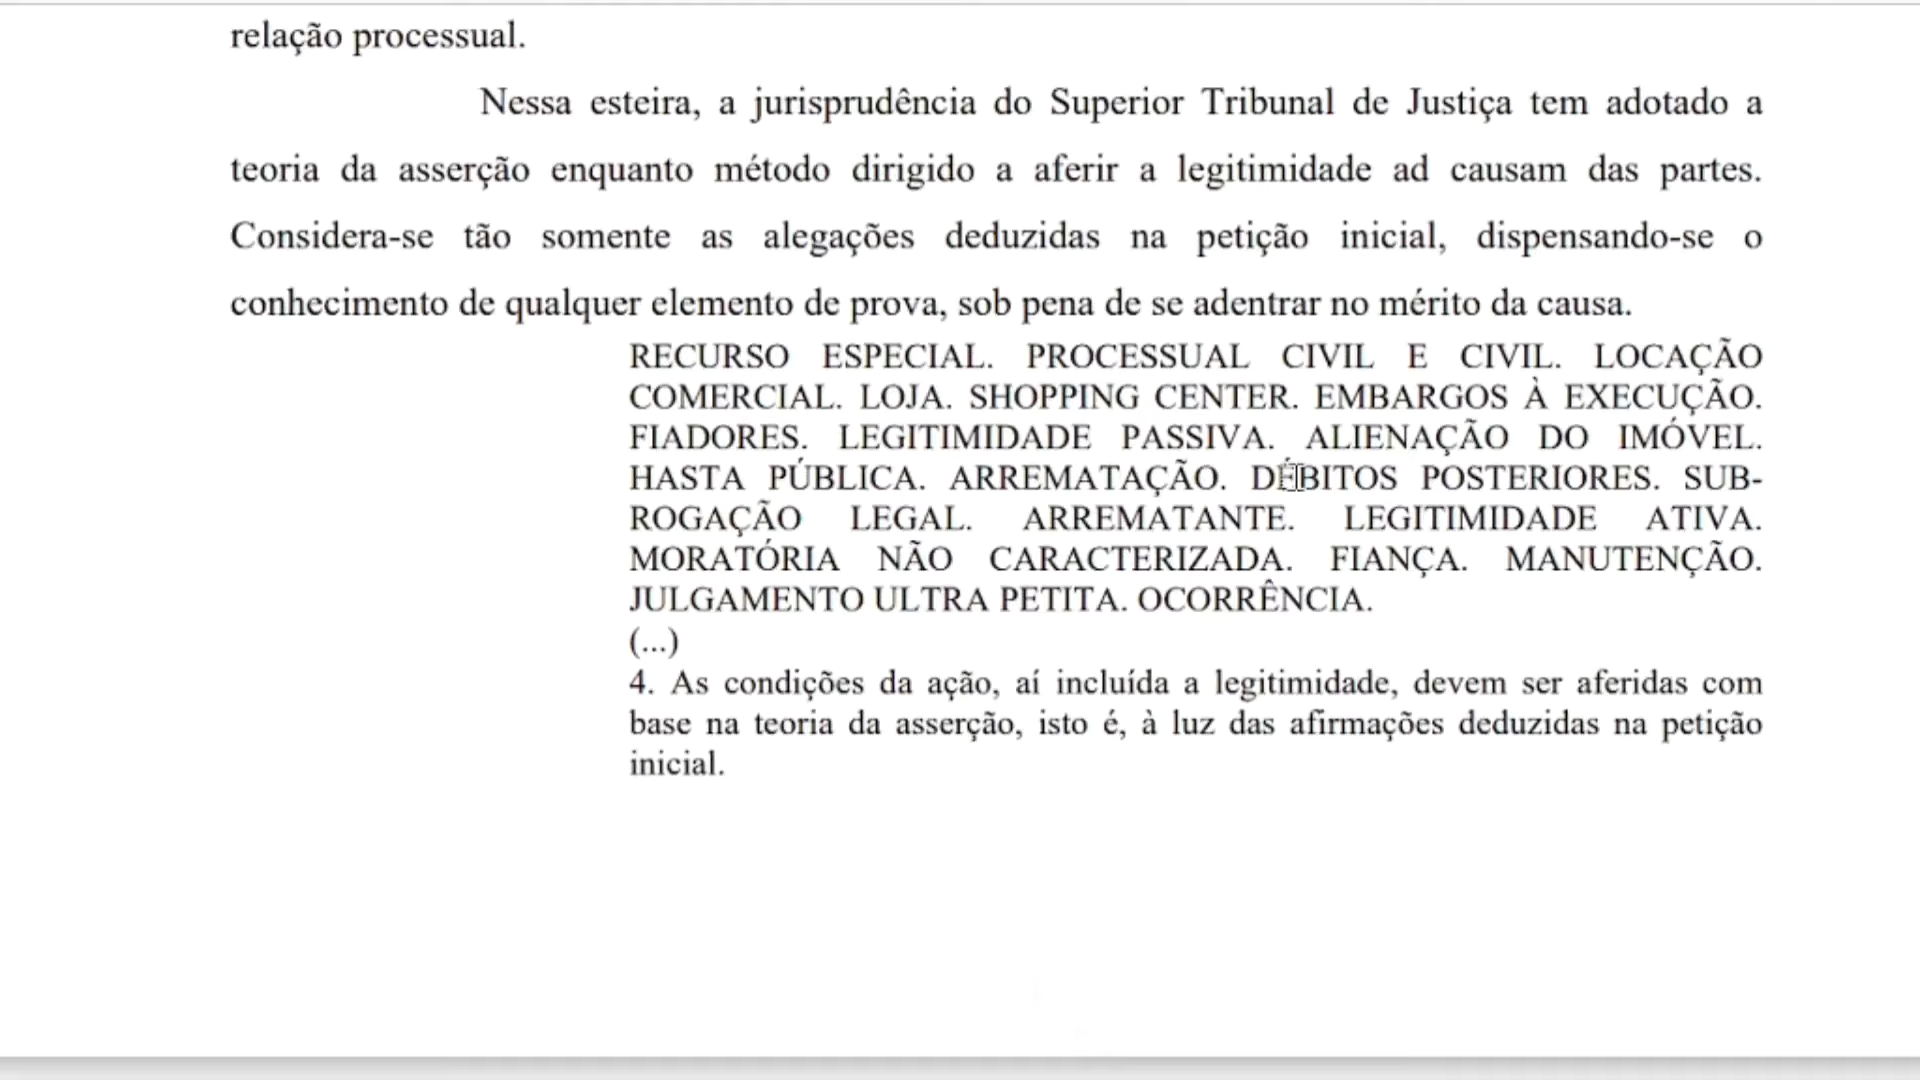 relação processual.
Nessa esteira, a jurisprudência do Superior Tribunal de Justiça tem adotado a
teoria da asserção enquanto método dirigido a aferir a legitimidade ad causam das partes.
Considera-se tão somente as alegações deduzidas na petição inicial, dispensando-se o
conhecimento de qualquer elemento de prova, sob pena de se adentrar no mérito da causa.
RECURSO ESPECIAL. PROCESSUAL CIVIL E CIVIL. LOCAÇÃO
COMERCIAL. LOJA. SHOPPING CENTER. EMBARGOS À EXECUÇÃO.
FIADORES. LEGITIMIDADE PASSIVA. ALIENAÇÃO DO IMÓVEL.
HASTA PÚBLICA. ARREMATAÇÃO. DÉBITOS POSTERIORES. SUB-
ROGAÇÃO LEGAL. ARREMATANTE. LEGITIMIDADE ATIVA.
MORATÓRIA NÃO CARACTERIZADA. FIANÇA. MANUTENÇÃO.
JULGAMENTO ULTRA PETITA. OCORRÊNCIA.
(...)
4. As condições da ação, aí incluída a legitimidade, devem ser aferidas com
base na teoria da asserção, isto é, à luz das afirmações deduzidas na petição
inicial.